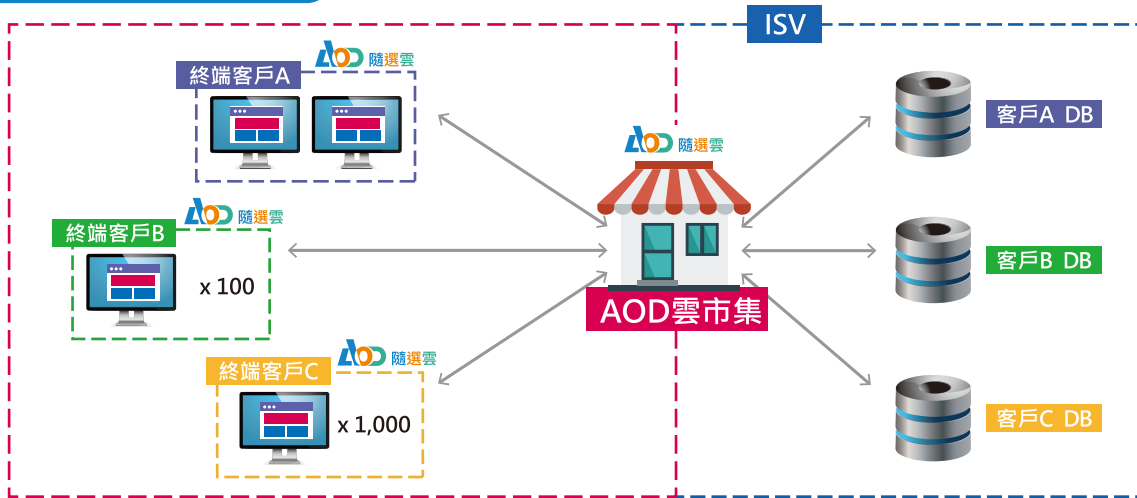 ISV
AOD 隨選雲
終端客戶A
客戶A DB
AOD 隨選雲
AOD 隨選雲
終端客戶B
x 100
客戶B DB
AOD雲市集
AOD 隨選雲
終端客戶C
x 1,000
客戶C DB